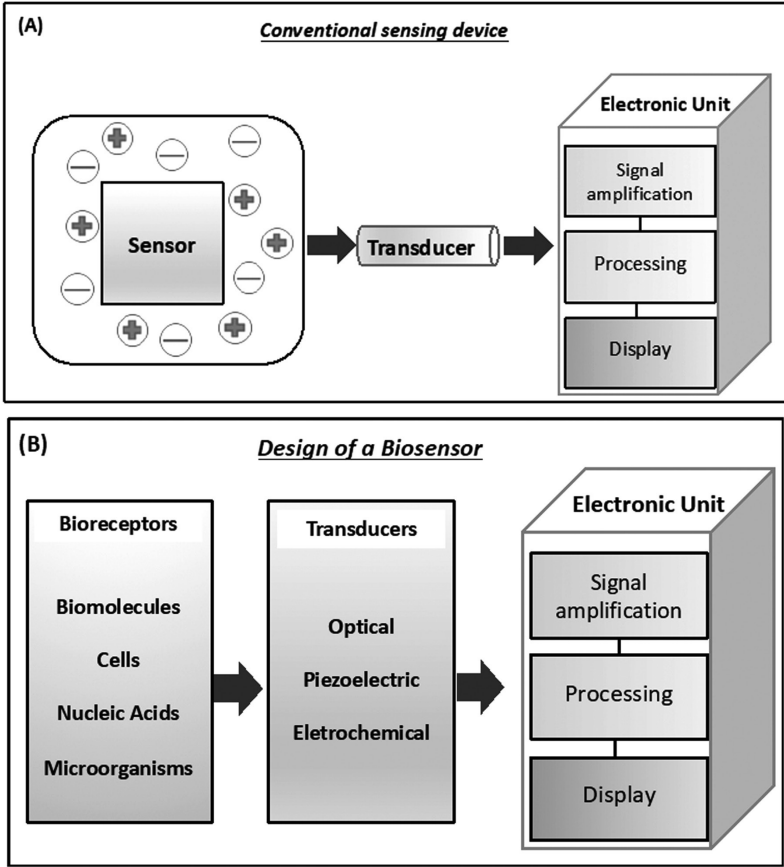 (A)
Conventional sensing device
Sensor
Transducer
Electronic Unit
Signal
amplification
Processing
Display
(B)
Design of a Biosensor
Bioreceptors
Biomolecules
Cells
Nucleic Acids
Microorganisms
Transducers
Optical
Piezoelectric
Eletrochemical
Electronic Unit
Signal
amplification
Processing
Display